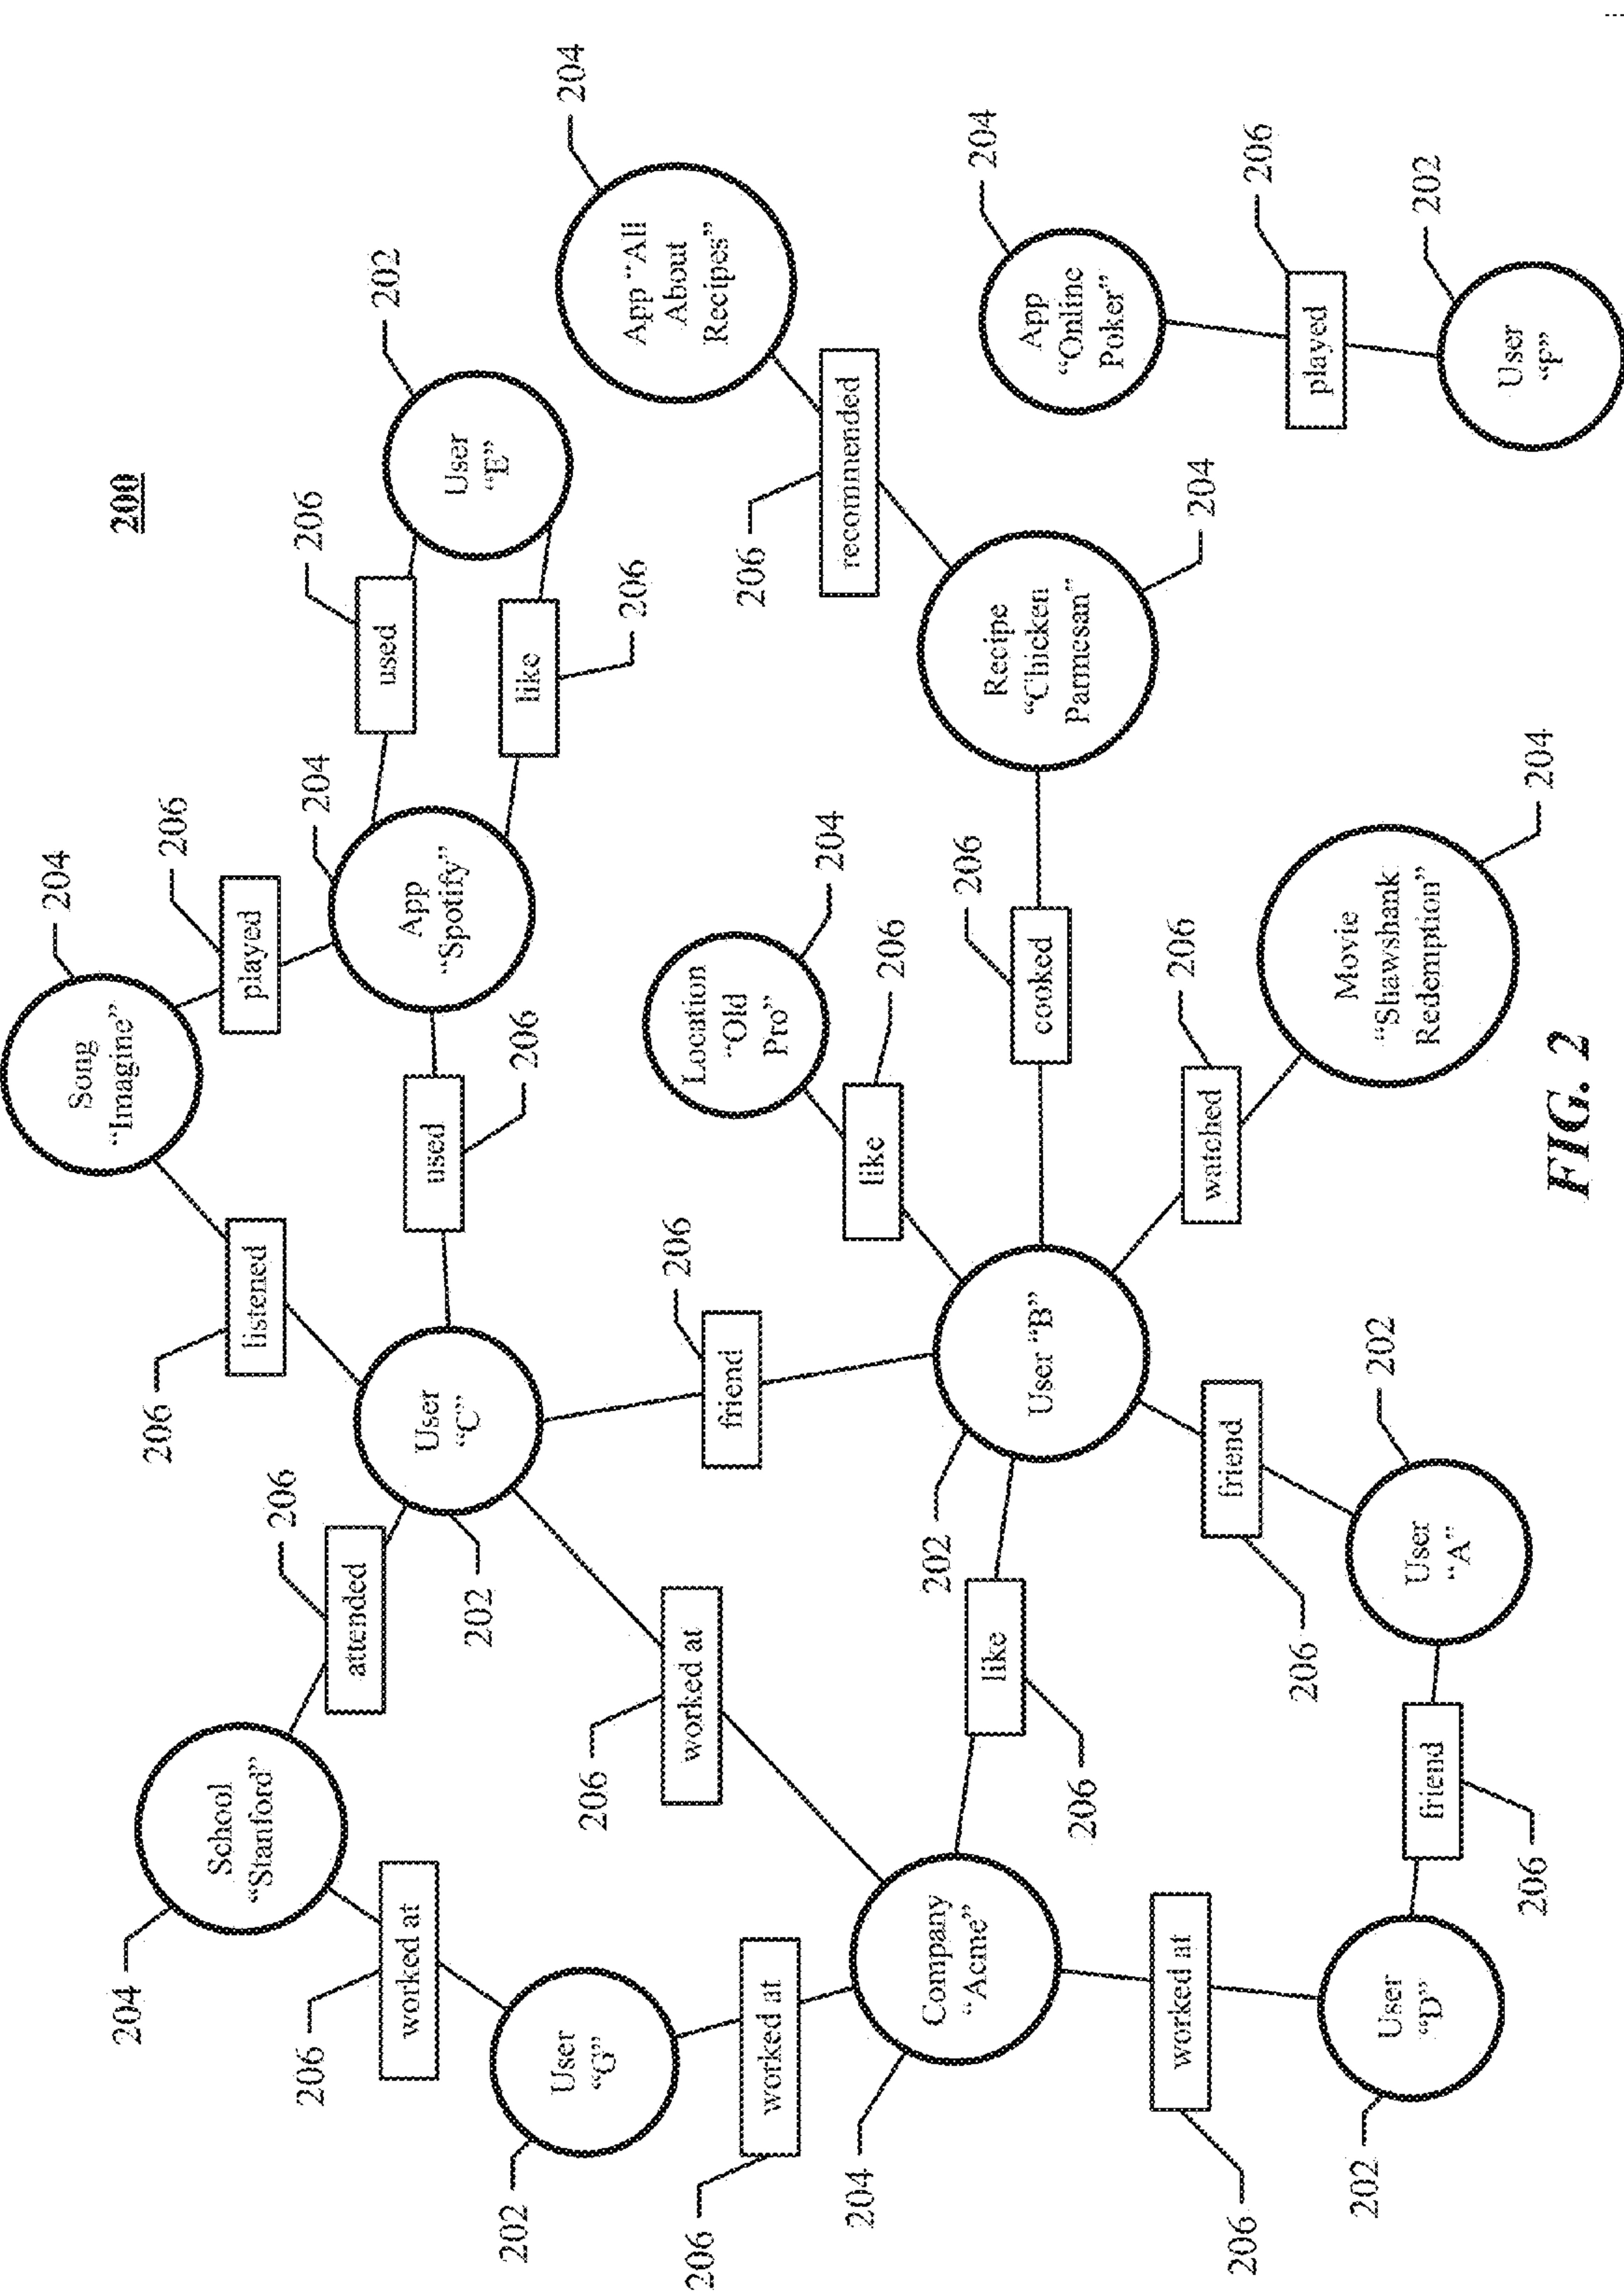 200
204
Song
“Imagine”
204
School
“Stanford”
206
listened
206
played
206
attended
206
worked at
204
App
“Spotify”
206
used
202
User
“E”
206
like
206
used
202
User
“C”
202
User
“G”
206
friend
206
worked at
206
worked at
204
Location
“Old
Pro”
206
like
204
App “All
About
Recipes”
206
recommended
204
Company
“Acme”
206
like
202
User “B”
206
cooked
204
Recipe
“Chicken
Parmesan”
204
App
“Online
Poker”
206
worked at
206
friend
206
watched
206
played
202
User
“D”
206
friend
202
User
“A”
204
Movie
“Shawshank
Redemption”
202
User
“F”
FIG. 2